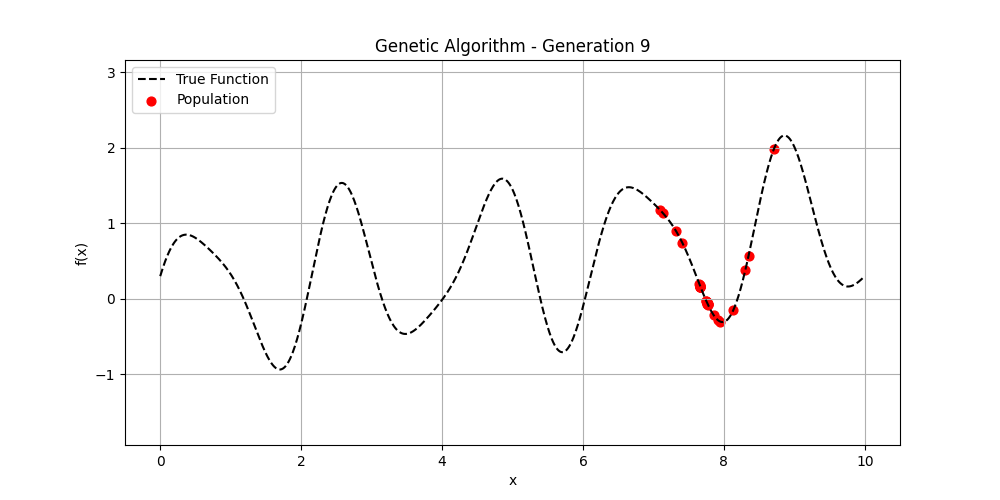 Genetic Algorithm - Generation 9
True Function
Population
3
2
1
0
−1
f(x)
0 2 4 6 8 10
x